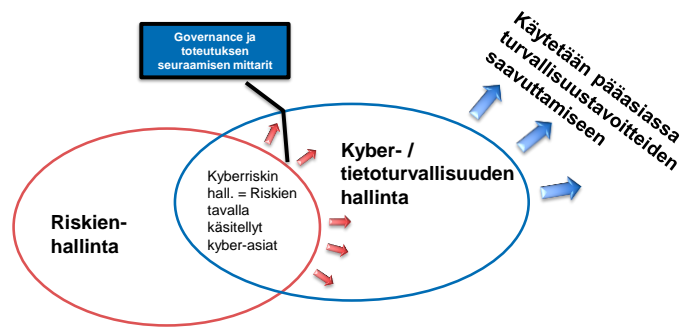 Governance ja
toteutuksen
seuraamisen mittarit
Käytetään pääasiassa
turvallisuustavoitteiden
saavuttamiseen
Kyber- /
tietoturvallisuuden
hallinta
Kyberriskin
hall. = Riskien
tavalla
käsitellyt
kyber-asiat
Riskien-
hallinta